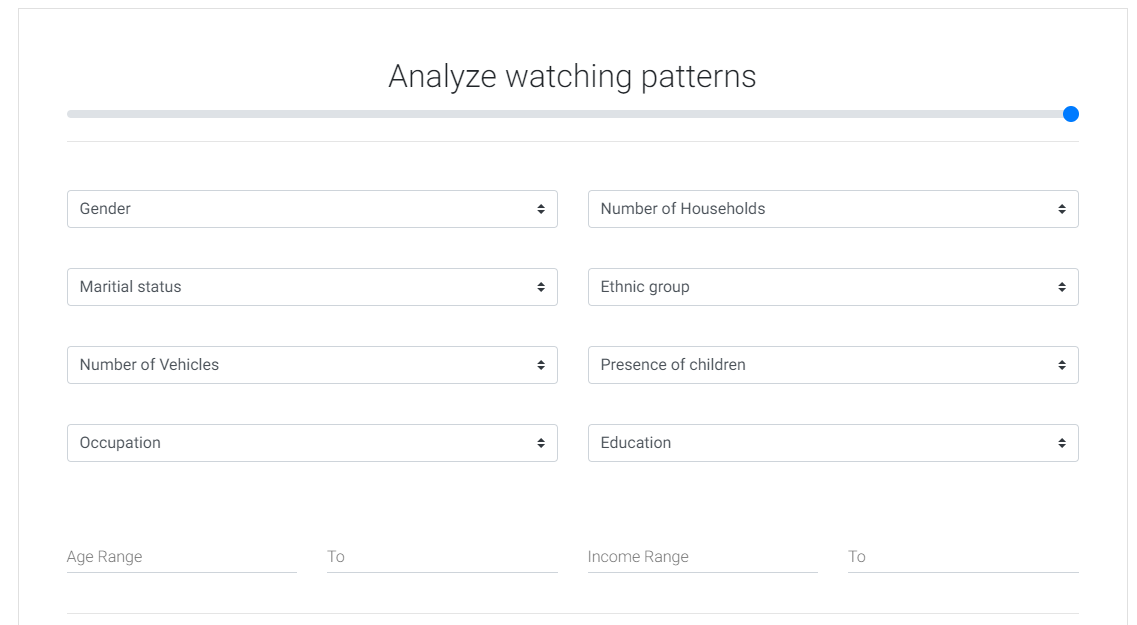 Analyze watching patterns
Gender
Number of Households
Maritial status
Ethnic group
Number of Vehicles
Presence of children
Occupation
Education
Age Range
To
Income Range
To